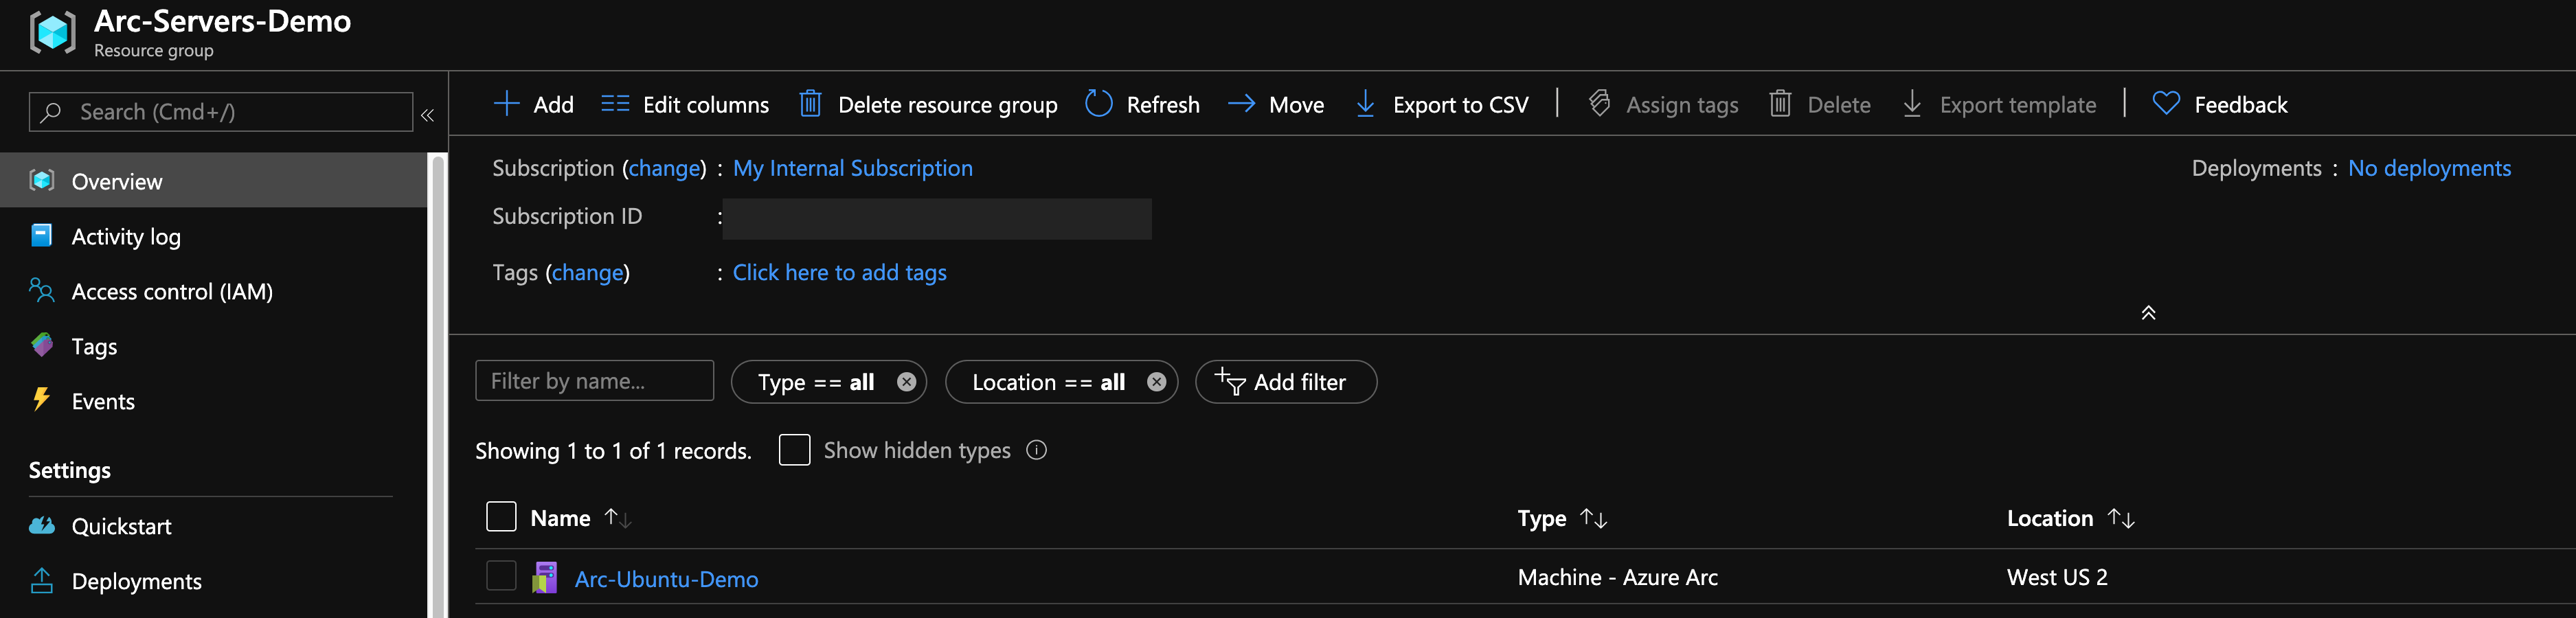 Arc-Servers-Demo
Resource group
Search (Cmd+/)
«
Add
Edit columns
Delete resource group
Refresh
Move
Export to CSV
Assign tags
Delete
Export template
Feedback
Overview
Activity log
Access control (IAM)
Tags
Events
Settings
Quickstart
Deployments
Subscription (change) : My Internal Subscription
Deployments : No deployments
Subscription ID :
Tags (change) : Click here to add tags
Filter by name...
Type == all
Location == all
Add filter
Showing 1 to 1 of 1 records.
Show hidden types
Name Type Location
Arc-Ubuntu-Demo Machine - Azure Arc West US 2